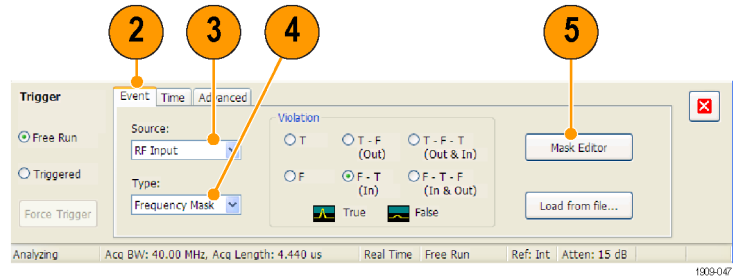 2
3
4
5
Trigger
Event
Time
Advanced
Free Run
Triggered
Force Trigger
Source:
RF Input
Type:
Frequency Mask
Violation
T
T - F
(Out)
T - F - T
(Out & In)
F
F - T
(In)
F - T - F
(In & Out)
True
False
Mask Editor
Load from file...
Analyzing
Acq BW: 40.00 MHz, Acq Length: 4.440 us
Real Time
Free Run
Ref: Int
Atten: 15 dB
1909-047